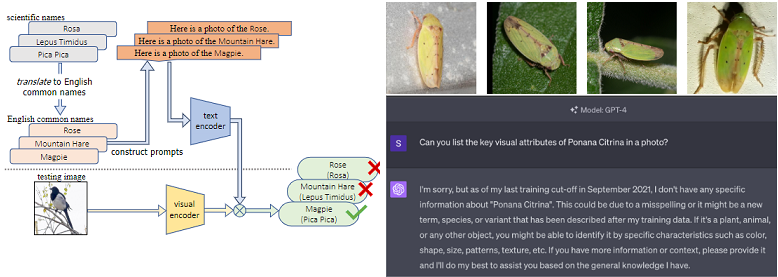 scientific names
Rosa
Lepus Timidus
Pica Pica
translate to English
common names
English common names
Rose
Mountain Hare
Magpie
Here is a photo of the Rose.
Here is a photo of the Mountain Hare.
Here is a photo of the Magpie.
construct prompts
text
encoder
testing image
visual
encoder
Rose
(Rosa)
Mountain Hare
(Lepus Timidus)
Magpie
(Pica Pica)
Model: GPT-4
S
Can you list the key visual attributes of Ponana Citrina in a photo?
I'm sorry, but as of my last training cut-off in September 2021, I don't have any specific
information about "Ponana Citrina". This could be due to a misspelling or it might be a new
term, species, or variant that has been described after my training data. If it's a plant, animal,
or any other object, you might be able to identify it by specific characteristics such as color,
shape, size, patterns, texture, etc. If you have more information or context, please provide it
and I'll do my best to assist you based on the general knowledge I have.